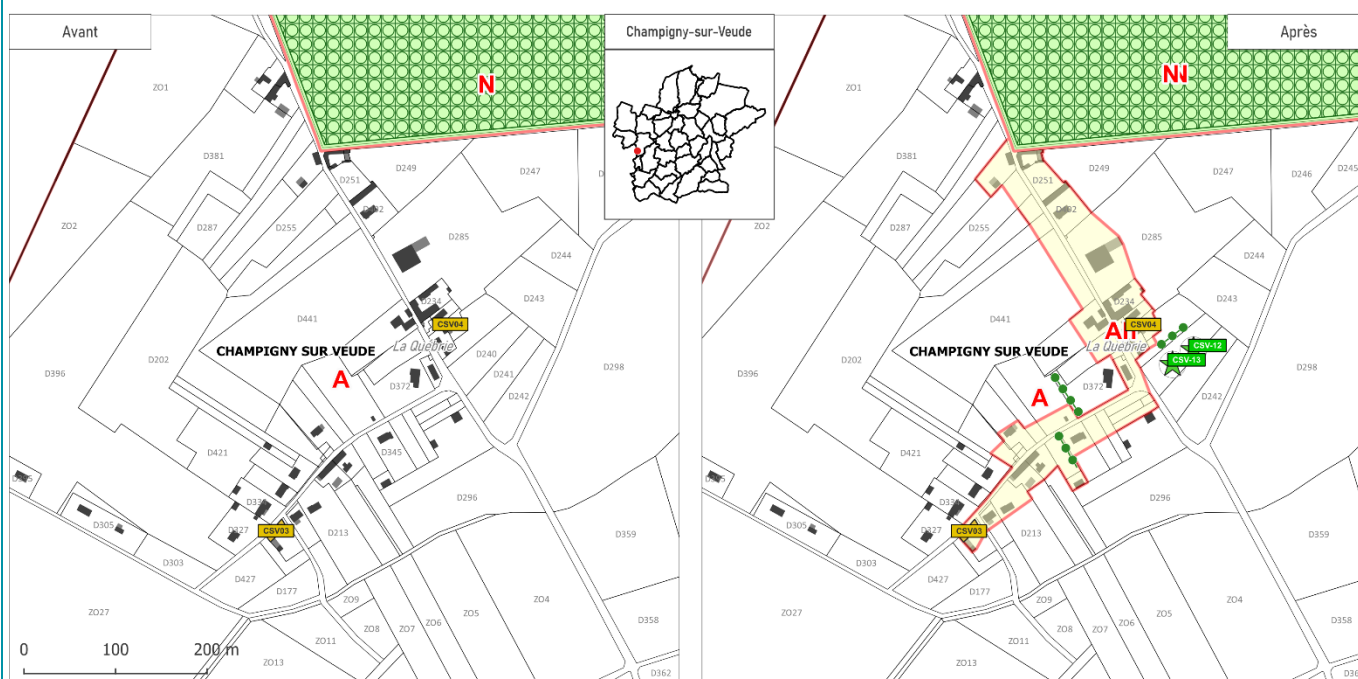 Avant
Champigny-sur-Veude
Après
N
ZO1
D381
D251
D249
D247
D287
D255
ZO2
D285
D244
D234
D243
CSV04
D441
La Quebrie
CHAMPIGNY SUR VEUDE
D202
D240
D396
A
D372
D241
D298
D242
D421
D345
D296
D305
CSV03
D327
D213
D359
D303
D427
D177
ZO9
ZO27
ZO8
ZO7
ZO6
ZO5
ZO4
ZO11
D358
ZO13
D362
0 100 200 m
NN
ZO1
D381
D251
D249
D247
D246
D245
D287
D255
ZO2
D285
D244
D234
D243
CSV04
Ah
D441
La Quebrie
CSV-12
CHAMPIGNY SUR VEUDE
CSV-13
D202
D396
A
D372
D298
D242
D421
D296
D305
CSV03
D327
D213
D359
D303
D427
D177
ZO9
ZO27
ZO8
ZO7
ZO6
ZO5
ZO4
ZO11
D358
ZO13